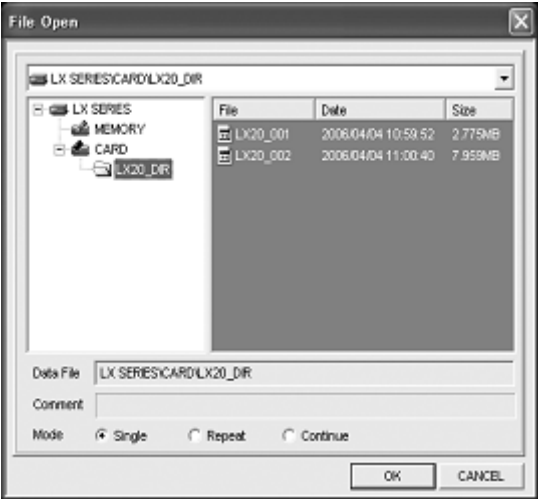 File Open
LX SERIES\CARD\LX20_DIR
LX SERIES
MEMORY
CARD
LX20_DIR
File Date Size
LX20_001 2006/04/04 10:59:52 2.775MB
LX20_002 2006/04/04 11:00:40 7.959MB
Data File LX SERIES\CARD\LX20_DIR
Comment
Mode Single Repeat Continue
OK CANCEL